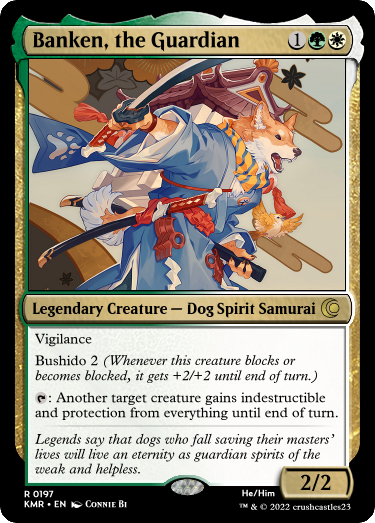 Banken, the Guardian 1
Legendary Creature — Dog Spirit Samurai
Vigilance
Bushido 2 (Whenever this creature blocks or
becomes blocked, it gets +2/+2 until end of turn.)
: Another target creature gains indestructible
and protection from everything until end of turn.
Legends say that dogs who fall saving their masters’
lives will live an eternity as guardian spirits of the
weak and helpless.
2/2
R 0197 He/Him
KMR • EN Connie Bi ™ & © 2022 crushcastles23